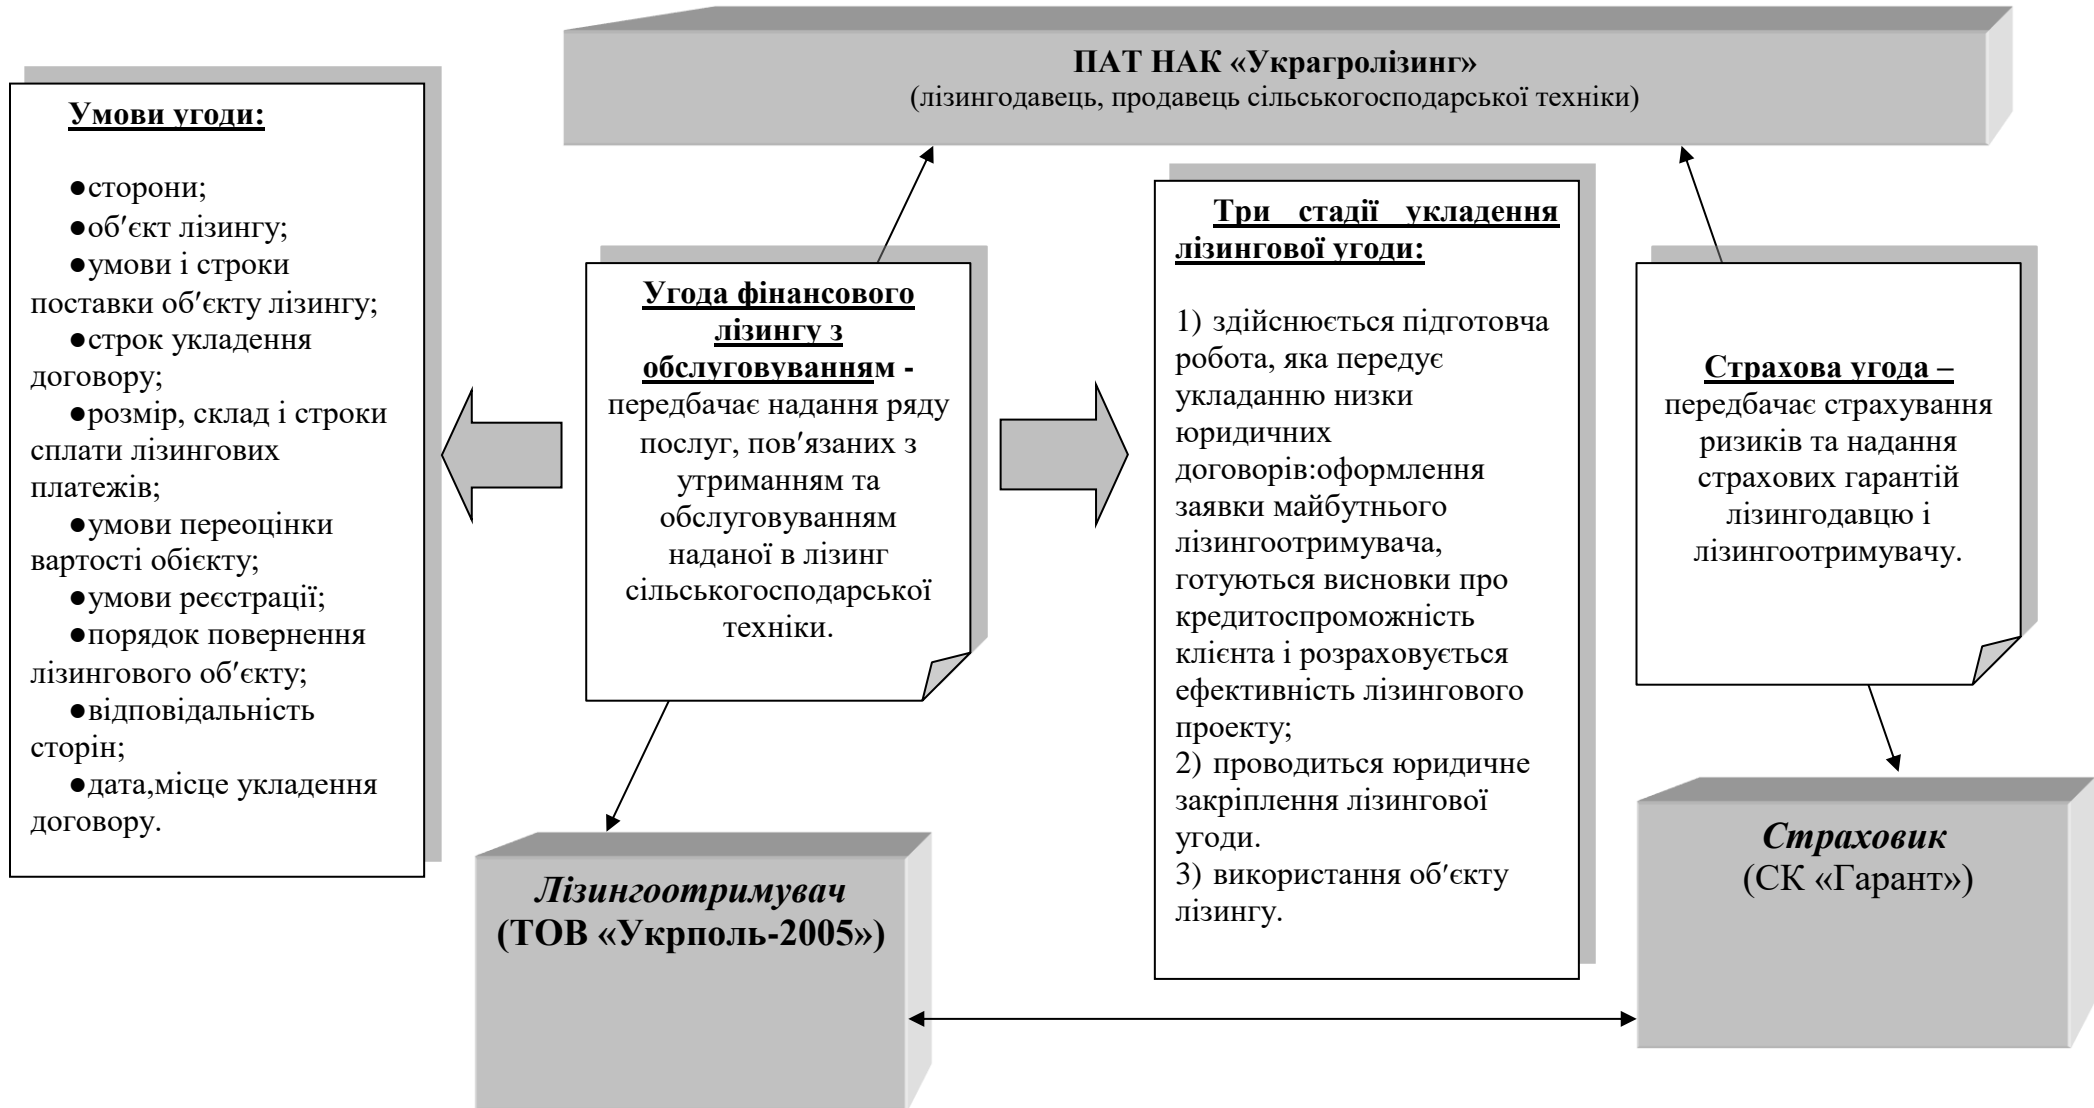 ПАТ НАК «Украгролізинг»
(лізингодавець, продавець сільськогосподарської техніки)
Умови угоди:
●сторони;
●об′єкт лізингу;
●умови і строки
поставки об′єкту лізингу;
●строк укладення
договору;
●розмір, склад і строки
сплати лізингових
платежів;
●умови переоцінки
вартості обієкту;
●умови реєстрації;
●порядок повернення
лізингового об′єкту;
●відповідальність
сторін;
●дата,місце укладення
договору.
Угода фінансового
лізингу з
обслуговуванням -
передбачає надання ряду
послуг, пов′язаних з
утриманням та
обслуговуванням
наданої в лізинг
сільськогосподарської
техніки.
Три стадії укладення
лізингової угоди:
1) здійснюється підготовча
робота, яка передує
укладанню низки
юридичних
договорів:оформлення
заявки майбутнього
лізингоотримувача,
готуються висновки про
кредитоспроможність
клієнта і розраховується
ефективність лізингового
проекту;
2) проводиться юридичне
закріплення лізингової
угоди.
3) використання об′єкту
лізингу.
Страхова угода –
передбачає страхування
ризиків та надання
страхових гарантій
лізингодавцю і
лізингоотримувачу.
Лізингоотримувач
(ТОВ «Укрполь-2005»)
Страховик
(СК «Гарант»)